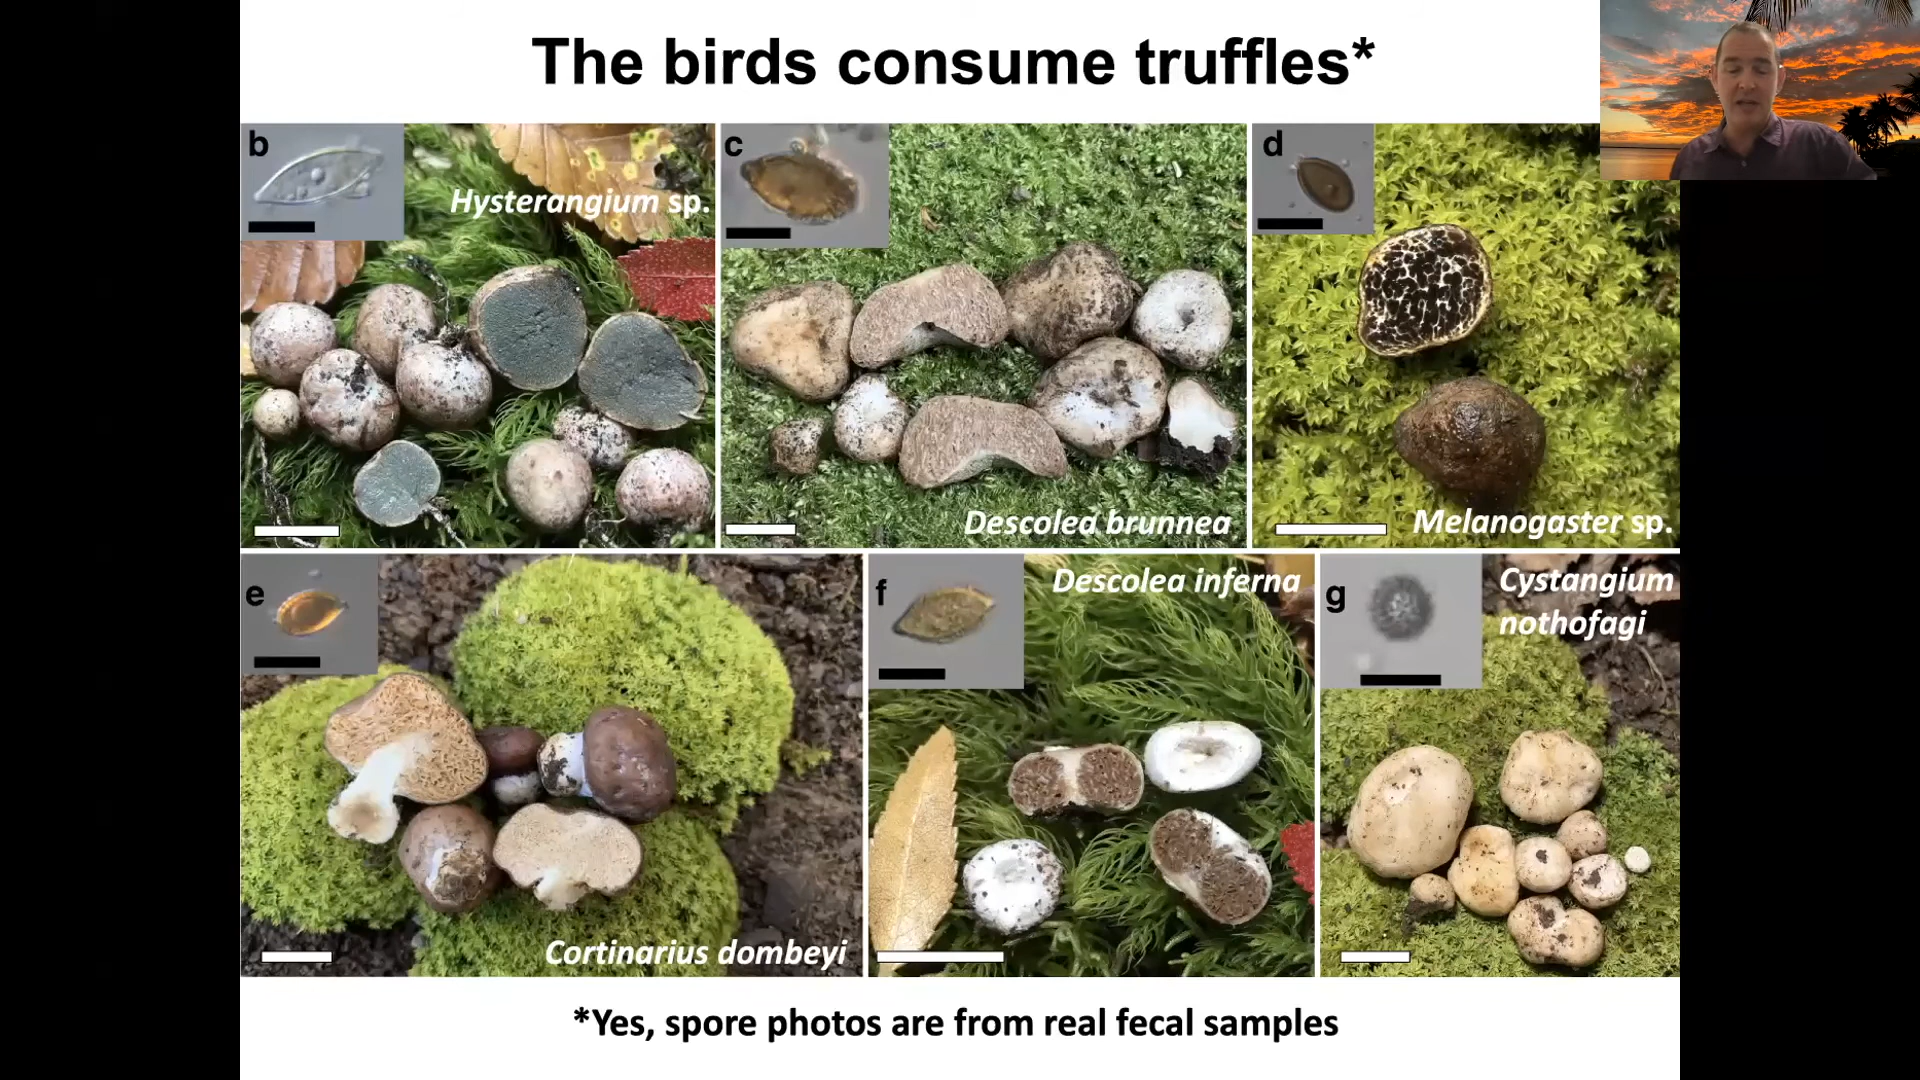 The birds consume truffles*
b
Hysterangium sp.
c
Descolea brunnea
d
Melanogaster sp.
e
Cortinarius dombeyi
f
Descolea inferna
g
Cystangium
nothofagi
*Yes, spore photos are from real fecal samples